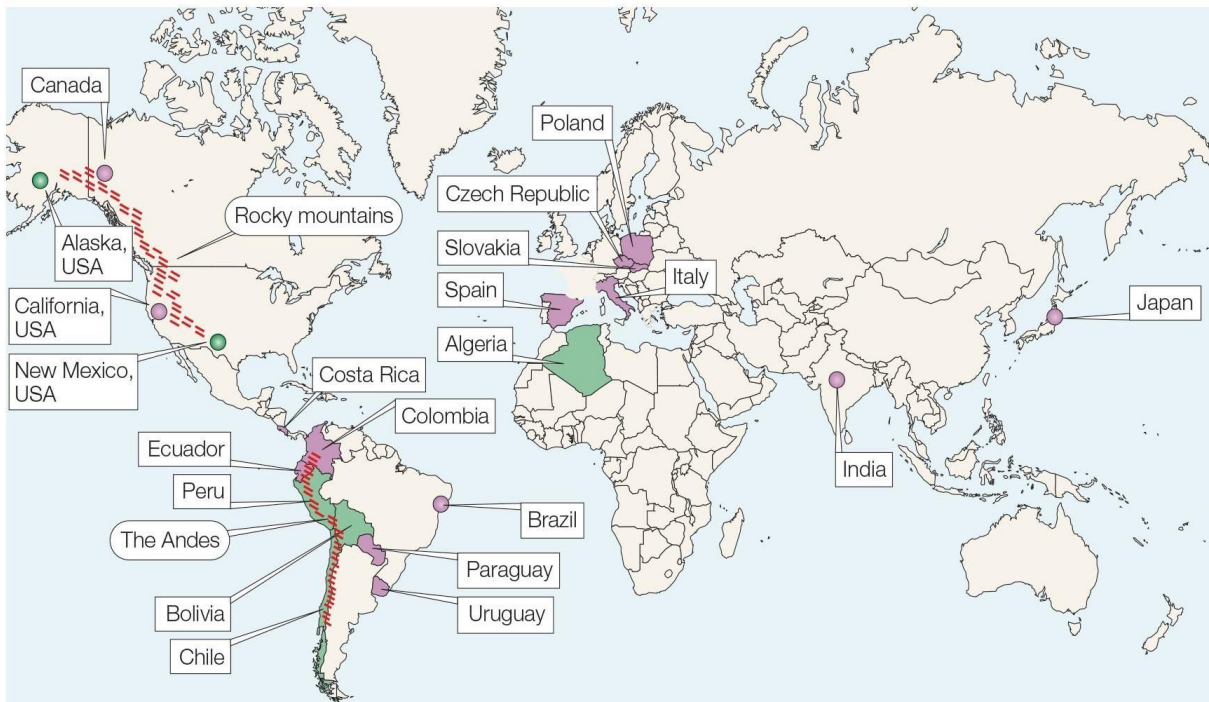 Canada
Poland
Czech Republic
Rocky mountains
Alaska,
USA
Slovakia
Italy
Spain
California,
USA
Japan
Algeria
New Mexico,
USA
Costa Rica
Colombia
Ecuador
India
Peru
Brazil
The Andes
Paraguay
Bolivia
Uruguay
Chile